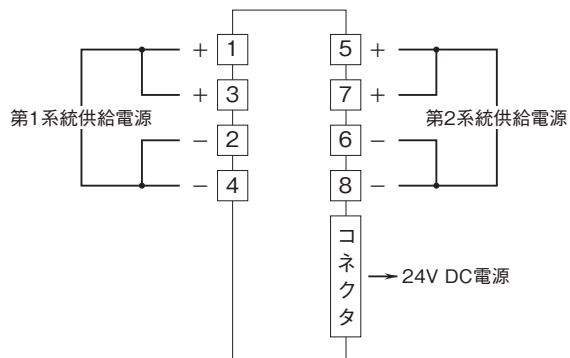 + 1 5 +
+ 3 7 +
第1系統供給電源 第2系統供給電源
− 2 6 −
− 4 8 −
コネクタ
24V DC電源